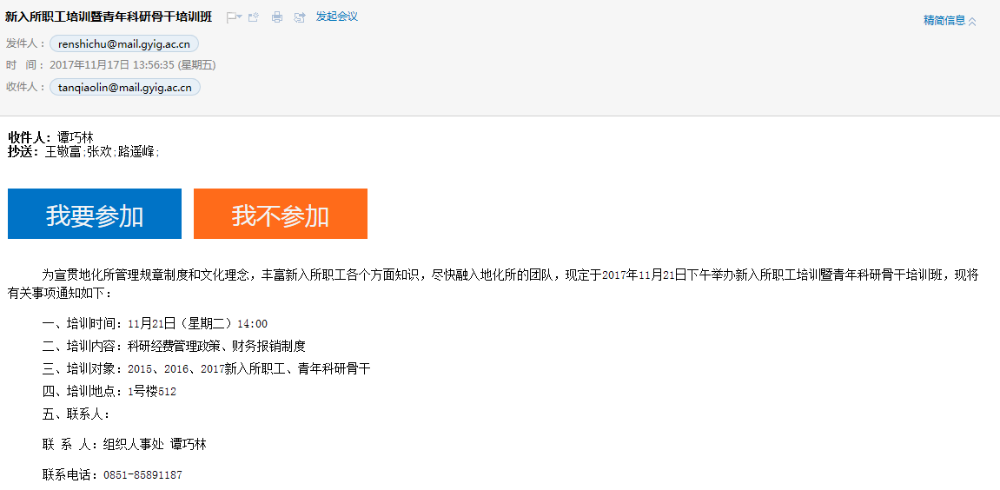 新入所职工培训暨青年科研骨干培训班 发起会议
精简信息
发件人： renshichu@mail.gyig.ac.cn
时 间： 2017年11月17日 13:56:35 (星期五)
收件人： tanqiaolin@mail.gyig.ac.cn
收件人：谭巧林
抄送：王敬富;张欢;路遥峰;
我要参加 我不参加
为宣贯地化所管理规章制度和文化理念，丰富新入所职工各个方面知识，尽快融入地化所的团队，现定于2017年11月21日下午举办新入所职工培训暨青年科研骨干培训班，现将
有关事项通知如下：
一、培训时间：11月21日（星期二）14:00
二、培训内容：科研经费管理政策、财务报销制度
三、培训对象：2015、2016、2017新入所职工、青年科研骨干
四、培训地点：1号楼512
五、联系人：
联 系 人：组织人事处 谭巧林
联系电话：0851-85891187